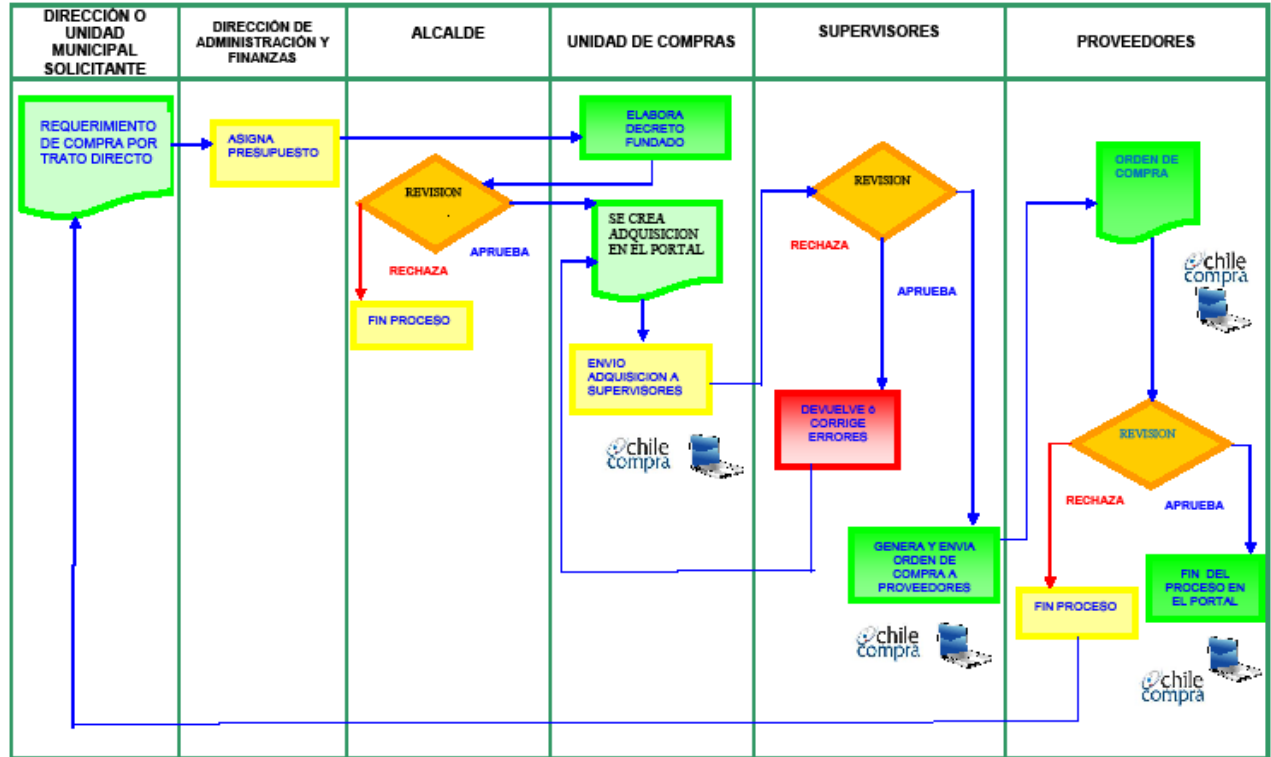 DIRECCIÓN O
UNIDAD
MUNICIPAL
SOLICITANTE
DIRECCIÓN DE
ADMINISTRACIÓN Y
FINANZAS
ALCALDE
UNIDAD DE COMPRAS
SUPERVISORES
PROVEEDORES
REQUERIMIENTO
DE COMPRA POR
TRATO DIRECTO
ASIGNA
PRESUPUESTO
REVISION
.
RECHAZA
APRUEBA
FIN PROCESO
ELABORA
DECRETO
FUNDADO
SE CREA
ADQUISICION
EN EL PORTAL
ENVIO
ADQUISICION A
SUPERVISORES
chile
compra
REVISION
RECHAZA
APRUEBA
DEVUELVE ó
CORRIGE
ERRORES
GENERA Y ENVIA
ORDEN DE
COMPRA A
PROVEEDORES
chile
compra
ORDEN DE
COMPRA
chile
compra
REVISION
RECHAZA
APRUEBA
FIN PROCESO
FIN DEL
PROCESO EN
EL PORTAL
chile
compra